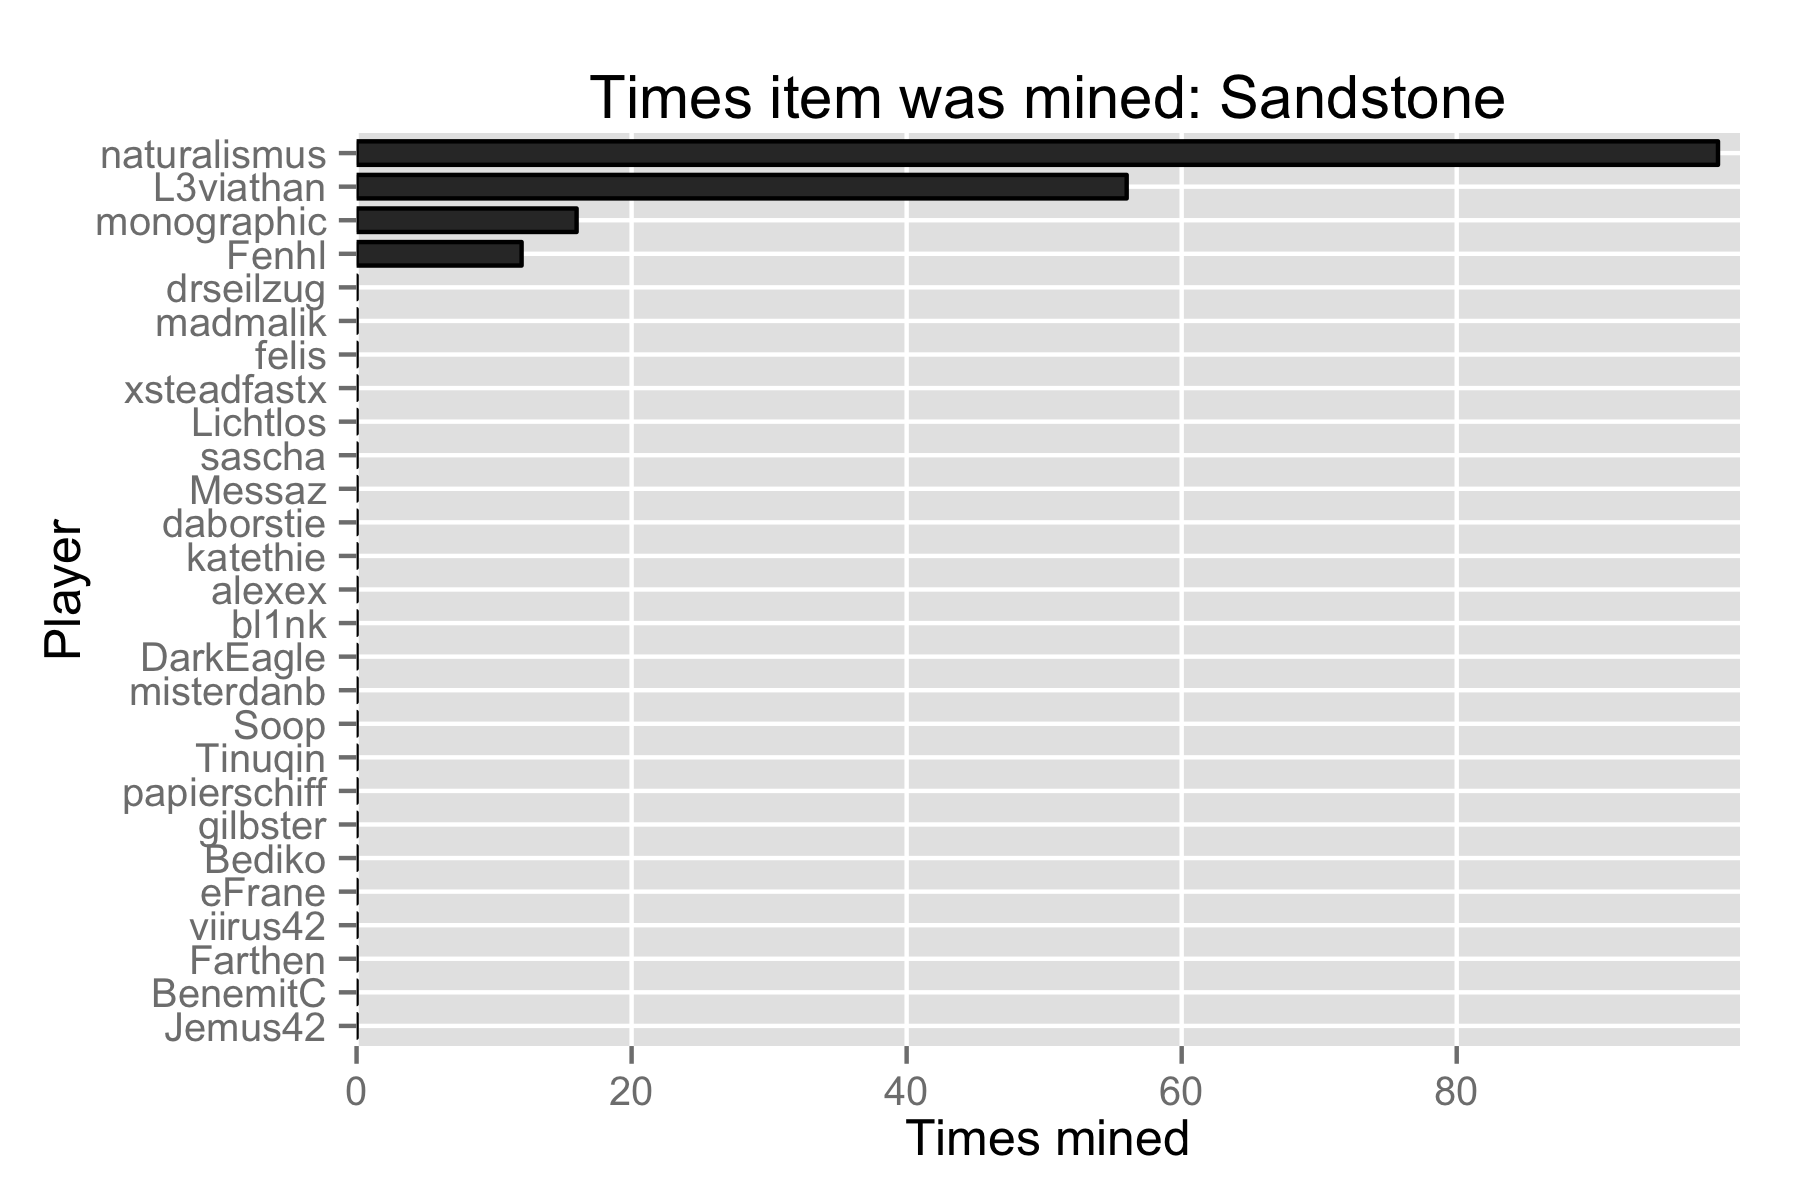 Times item was mined: Sandstone
naturalismus
L3viathan
monographic
Fenhl
drseilzug
madmalik
felis
xsteadfastx
Lichtlos
sascha
Messaz
daborstie
katethie
alexex
bl1nk
DarkEagle
misterdanb
Soop
Tinuqin
papierschiff
gilbster
Bediko
eFrane
viirus42
Farthen
BenemitC
Jemus42
Player
0 20 40 60 80
Times mined